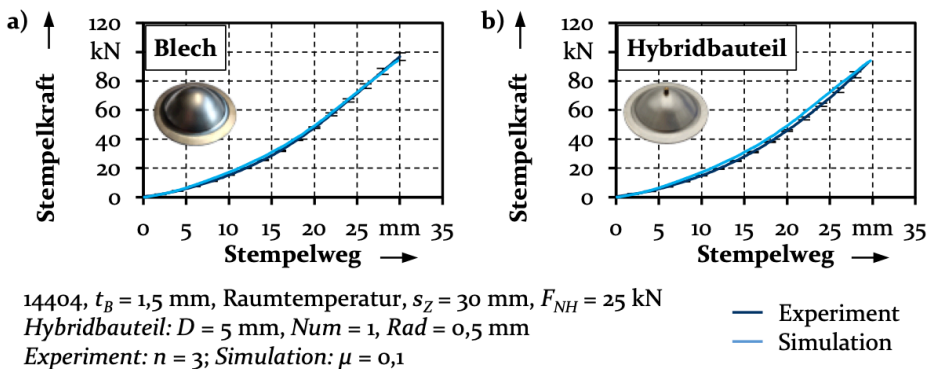 a)
120
kN
80
60
40
20
0
Stempelkraft
Blech
0 5 10 15 20 25 mm 35
Stempelweg
b)
120
kN
80
60
40
20
0
Stempelkraft
Hybridbauteil
0 5 10 15 20 25 mm 35
Stempelweg
14404, t_B = 1,5 mm, Raumtemperatur, s_Z = 30 mm, F_NH = 25 kN
Hybridbauteil: D = 5 mm, Num = 1, Rad = 0,5 mm
Experiment: n = 3; Simulation: μ = 0,1
Experiment
Simulation